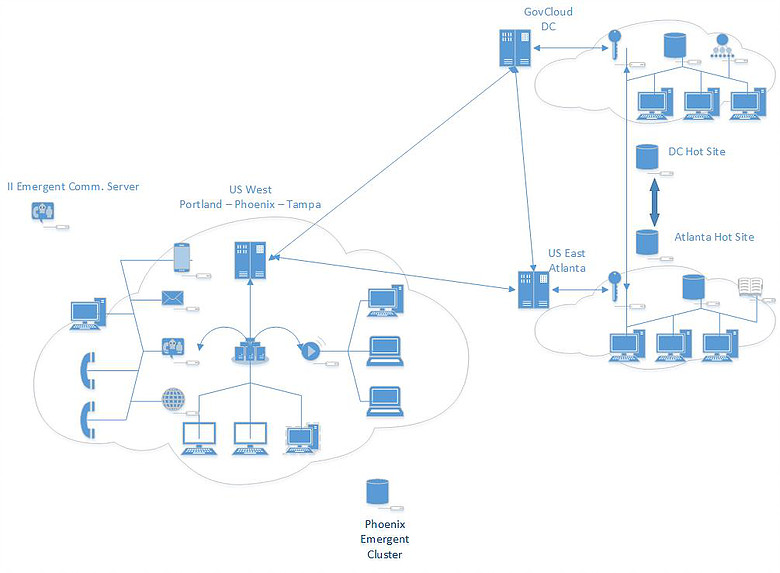 GovCloud
DC
DC Hot Site
II Emergent Comm. Server
US West
Portland – Phoenix – Tampa
Atlanta Hot Site
US East
Atlanta
Phoenix
Emergent
Cluster